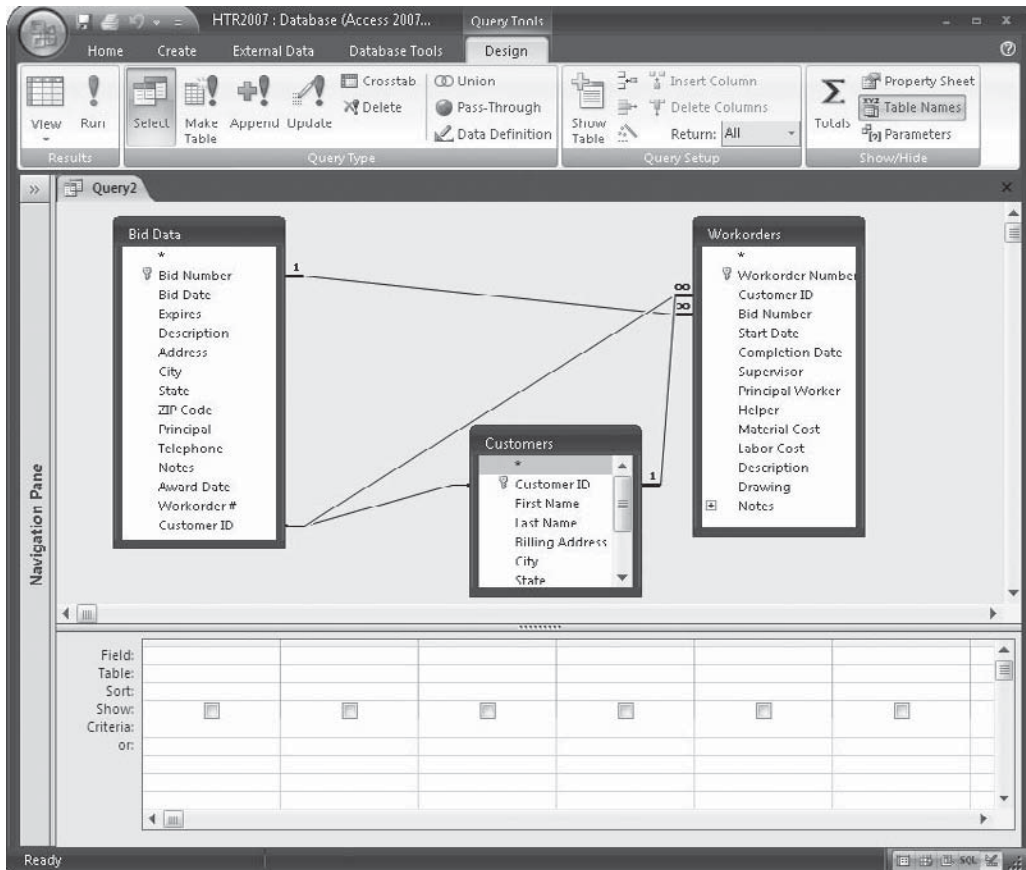 HTR2007 : Database (Access 2007...
Query Tools
Home Create External Data Database Tools Design
View
Run
Results
Select
Make Table
Append
Update
Crosstab
Delete
Union
Pass-Through
Data Definition
Query Type
Show Table
Insert Column
Delete Columns
Return: All
Query Setup
Totals
Property Sheet
Table Names
Parameters
Show/Hide
Query2
Navigation Pane
Bid Data
*
Bid Number
Bid Date
Expires
Description
Address
City
State
ZIP Code
Principal
Telephone
Notes
Award Date
Workorder #
Customer ID
1
∞
∞
1
Customers
*
Customer ID
First Name
Last Name
Billing Address
City
State
Workorders
*
Workorder Number
Customer ID
Bid Number
Start Date
Completion Date
Supervisor
Principal Worker
Helper
Material Cost
Labor Cost
Description
Drawing
Notes
Field:
Table:
Sort:
Show:
Criteria:
or:
Ready
SQL